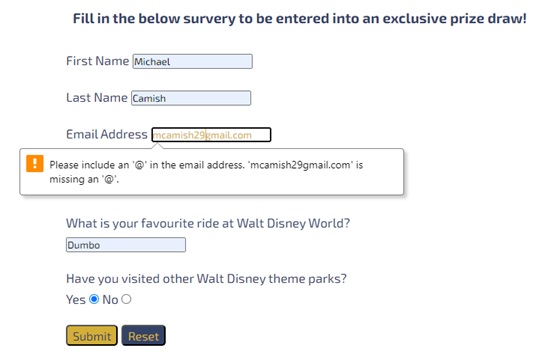 Fill in the below survery to be entered into an exclusive prize draw!
First Name Michael
Last Name Camish
Email Address mcamish29gmail.com
! Please include an '@' in the email address. 'mcamish29gmail.com' is
missing an '@'.
What is your favourite ride at Walt Disney World?
Dumbo
Have you visited other Walt Disney theme parks?
Yes No
Submit Reset